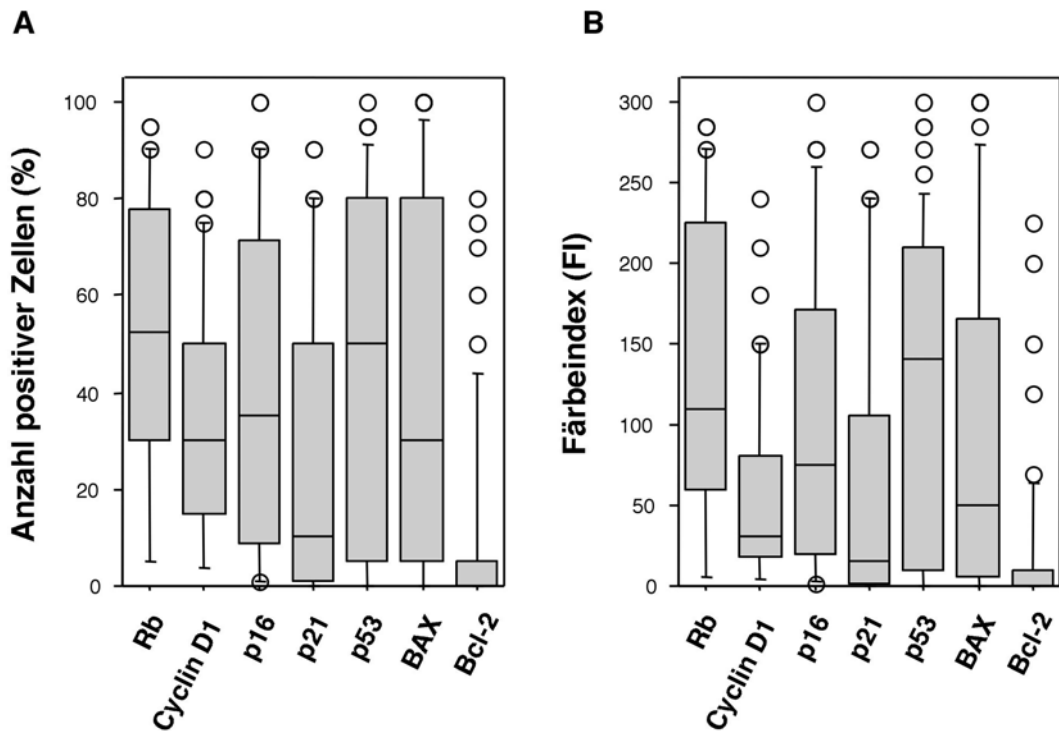 A
Anzahl positiver Zellen (%)
100
80
60
40
20
0
Rb
Cyclin D1
p16
p21
p53
BAX
Bcl-2
B
Färbeindex (FI)
300
250
200
150
100
50
0
Rb
Cyclin D1
p16
p21
p53
BAX
Bcl-2